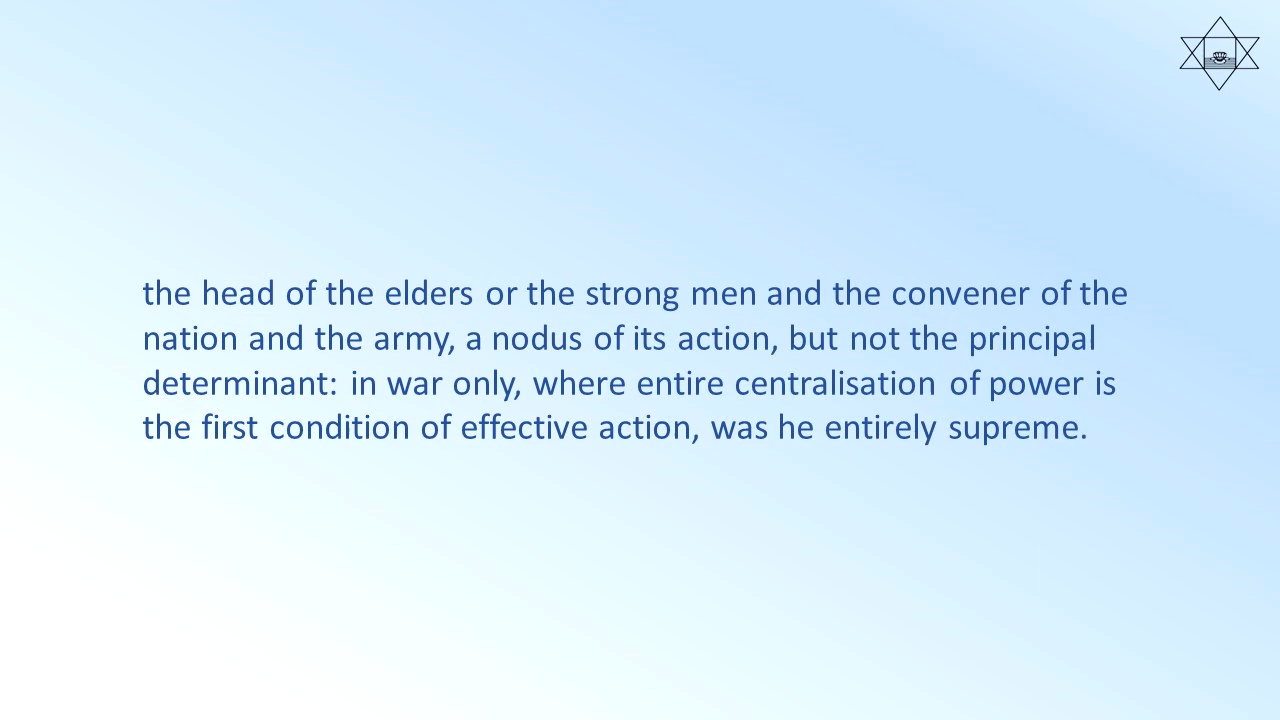 the head of the elders or the strong men and the convener of the
nation and the army, a nodus of its action, but not the principal
determinant: in war only, where entire centralisation of power is
the first condition of effective action, was he entirely supreme.